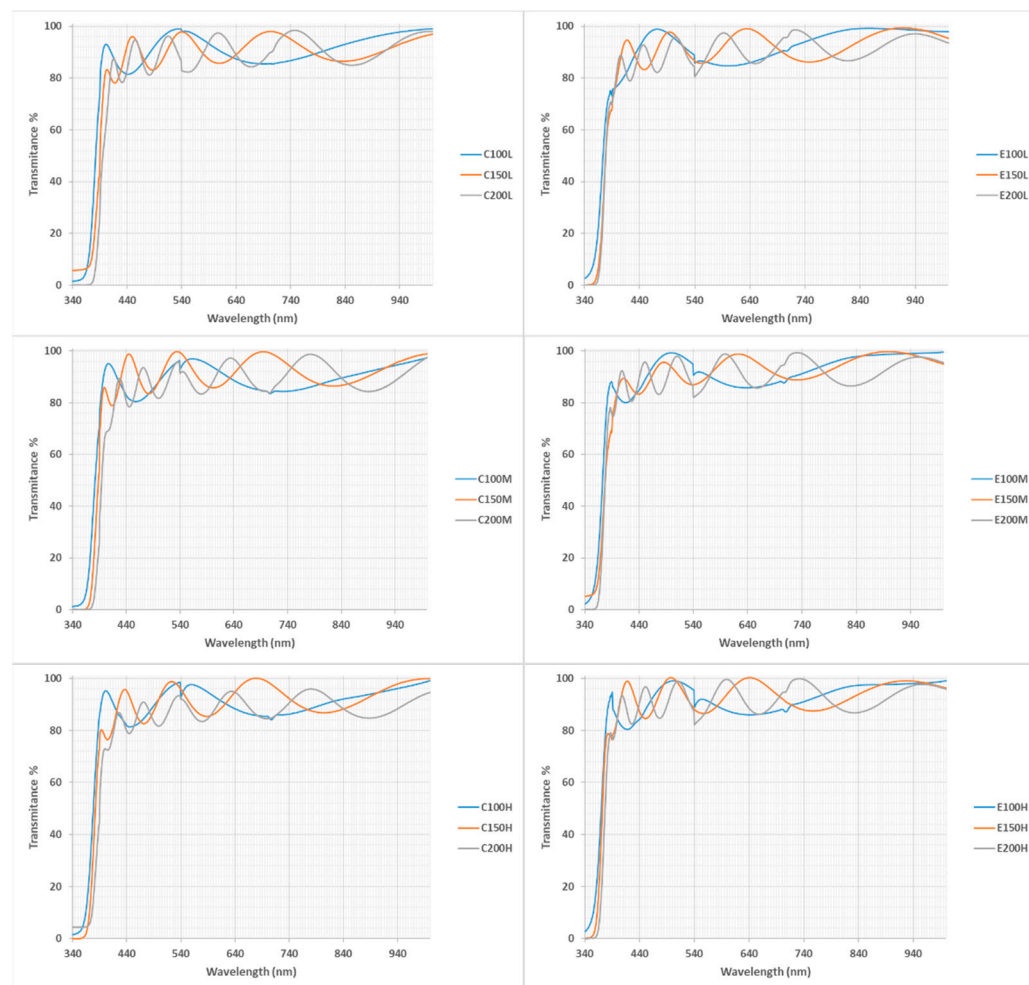 Transmitance %
100
80
60
40
20
0
340 440 540 640 740 840 940
Wavelength (nm)
C100L
C150L
C200L
Transmitance %
100
80
60
40
20
0
340 440 540 640 740 840 940
Wavelength (nm)
E100L
E150L
E200L
Transmitance %
100
80
60
40
20
0
340 440 540 640 740 840 940
Wavelength (nm)
C100M
C150M
C200M
Transmitance %
100
80
60
40
20
0
340 440 540 640 740 840 940
Wavelength (nm)
E100M
E150M
E200M
Transmitance %
100
80
60
40
20
0
340 440 540 640 740 840 940
Wavelength (nm)
C100H
C150H
C200H
Transmitance %
100
80
60
40
20
0
340 440 540 640 740 840 940
Wavelength (nm)
E100H
E150H
E200H